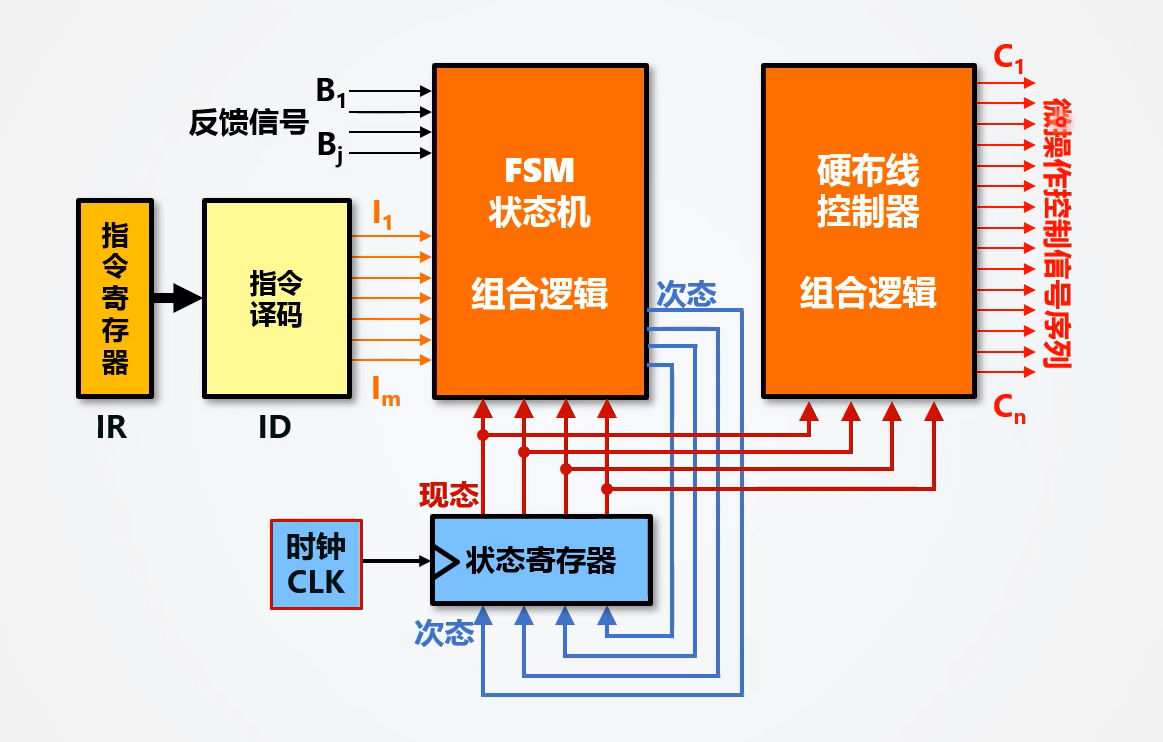 B1
反馈信号
Bj
指令寄存器
IR
指令
译码
ID
I1
Im
FSM
状态机
组合逻辑
次态
硬布线
控制器
组合逻辑
C1
微操作控制信号序列
Cn
现态
时钟
CLK
状态寄存器
次态